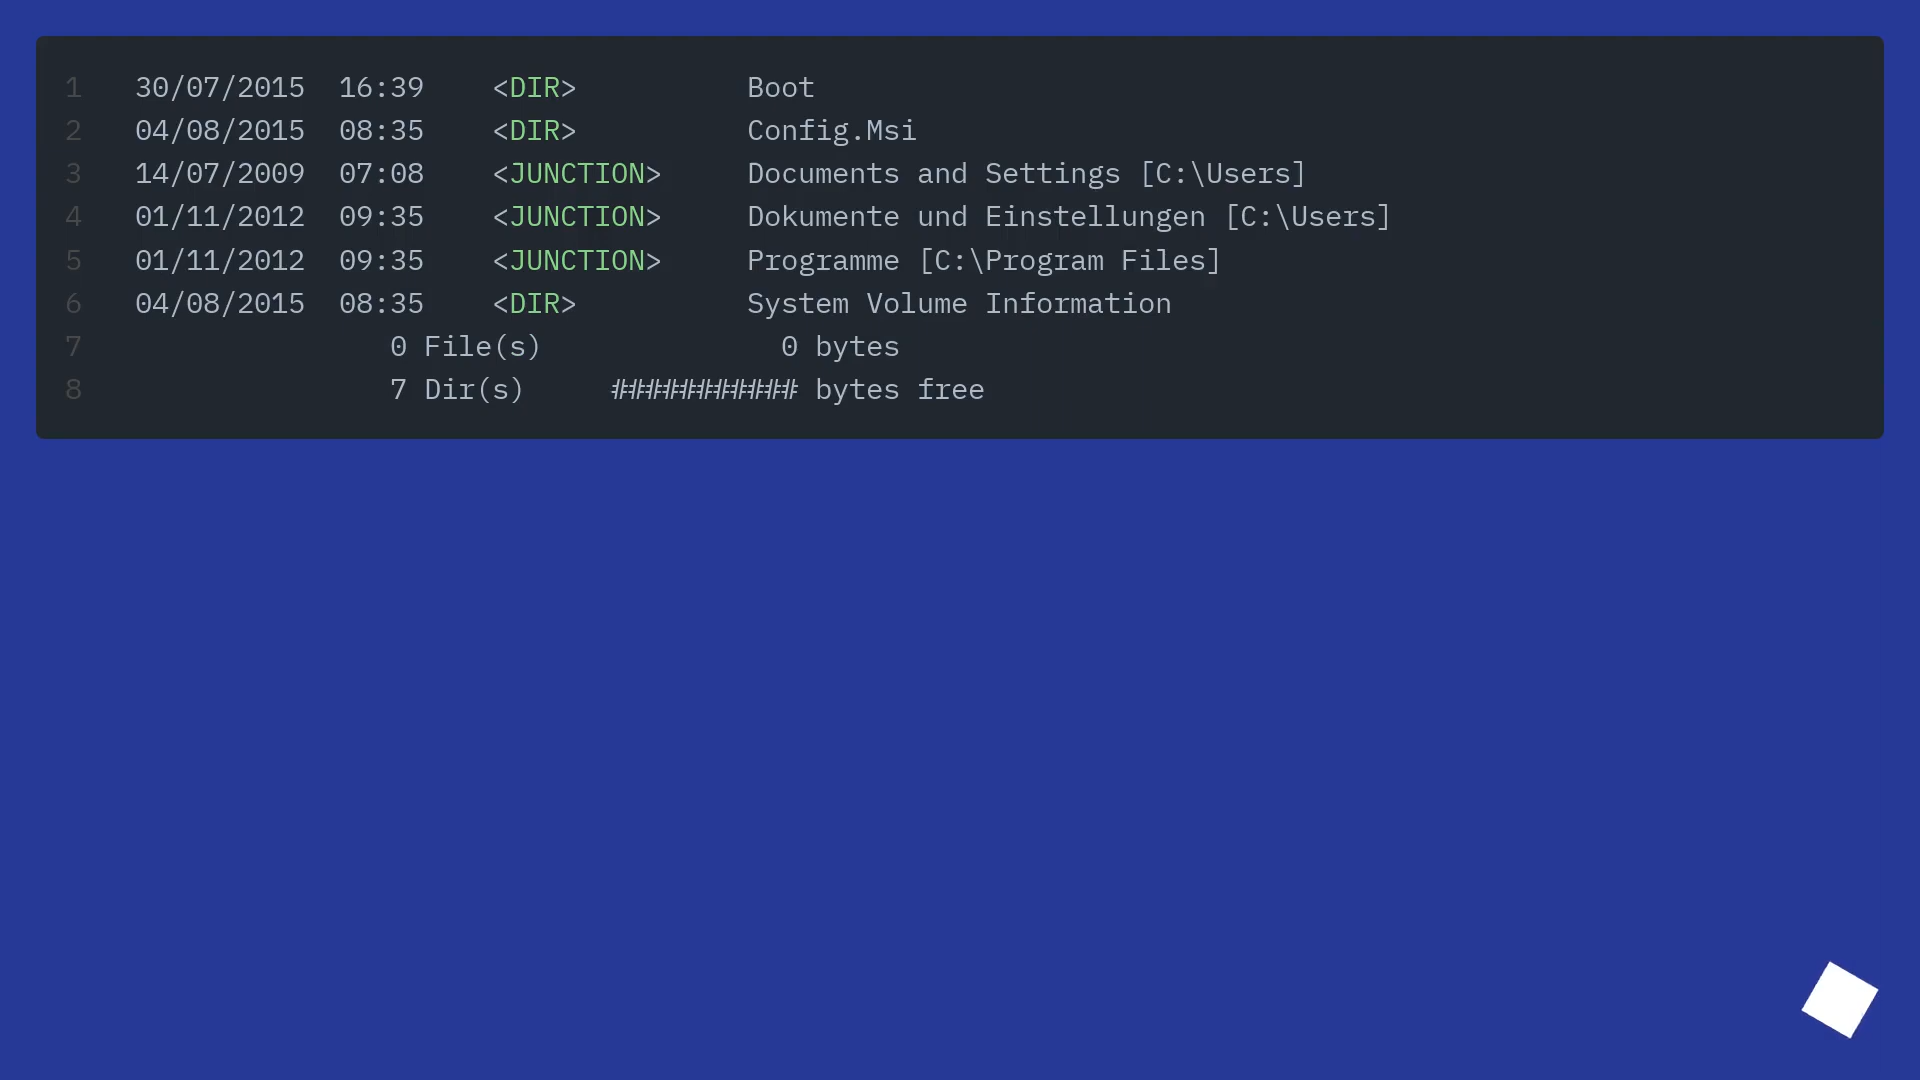 1 30/07/2015  16:39    <DIR>          Boot
2 04/08/2015  08:35    <DIR>          Config.Msi
3 14/07/2009  07:08    <JUNCTION>     Documents and Settings [C:\Users]
4 01/11/2012  09:35    <JUNCTION>     Dokumente und Einstellungen [C:\Users]
5 01/11/2012  09:35    <JUNCTION>     Programme [C:\Program Files]
6 04/08/2015  08:35    <DIR>          System Volume Information
7                0 File(s)              0 bytes
8                7 Dir(s)     ########### bytes free